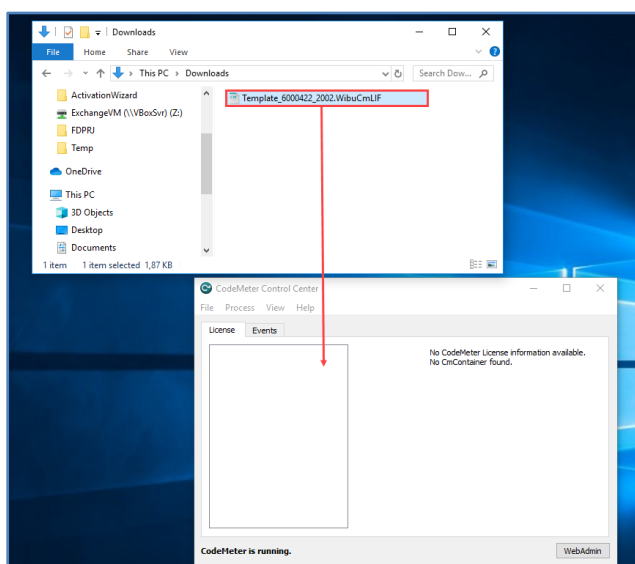 Downloads
File Home Share View
This PC > Downloads
Search Dow...
ActivationWizard
ExchangeVM (\\VBoxSvr) (Z:)
FDPRJ
Temp
OneDrive
This PC
3D Objects
Desktop
Documents
Template_6000422_2002.WibuCmLIF
1 item 1 item selected 1,87 KB
CodeMeter Control Center
File Process View Help
License Events
No CodeMeter License information available.
No CmContainer found.
CodeMeter is running.
WebAdmin